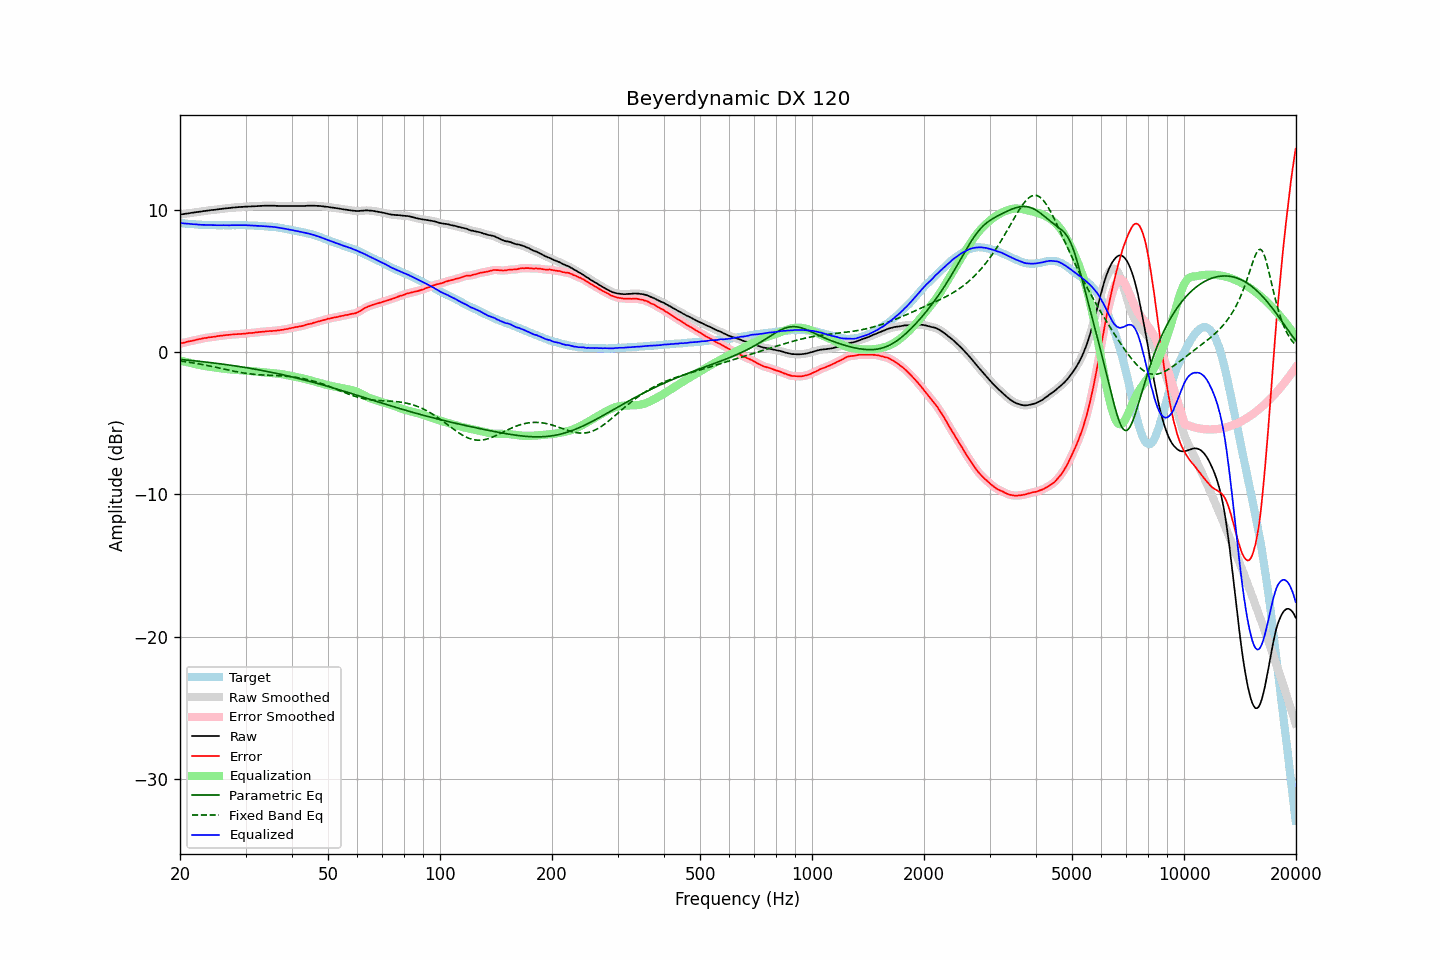 Beyerdynamic DX 120
Amplitude (dBr)
10
0
−10
−20
−30
Target
Raw Smoothed
Error Smoothed
Raw
Error
Equalization
Parametric Eq
Fixed Band Eq
Equalized
20 50 100 200 500 1000 2000 5000 10000 20000
Frequency (Hz)